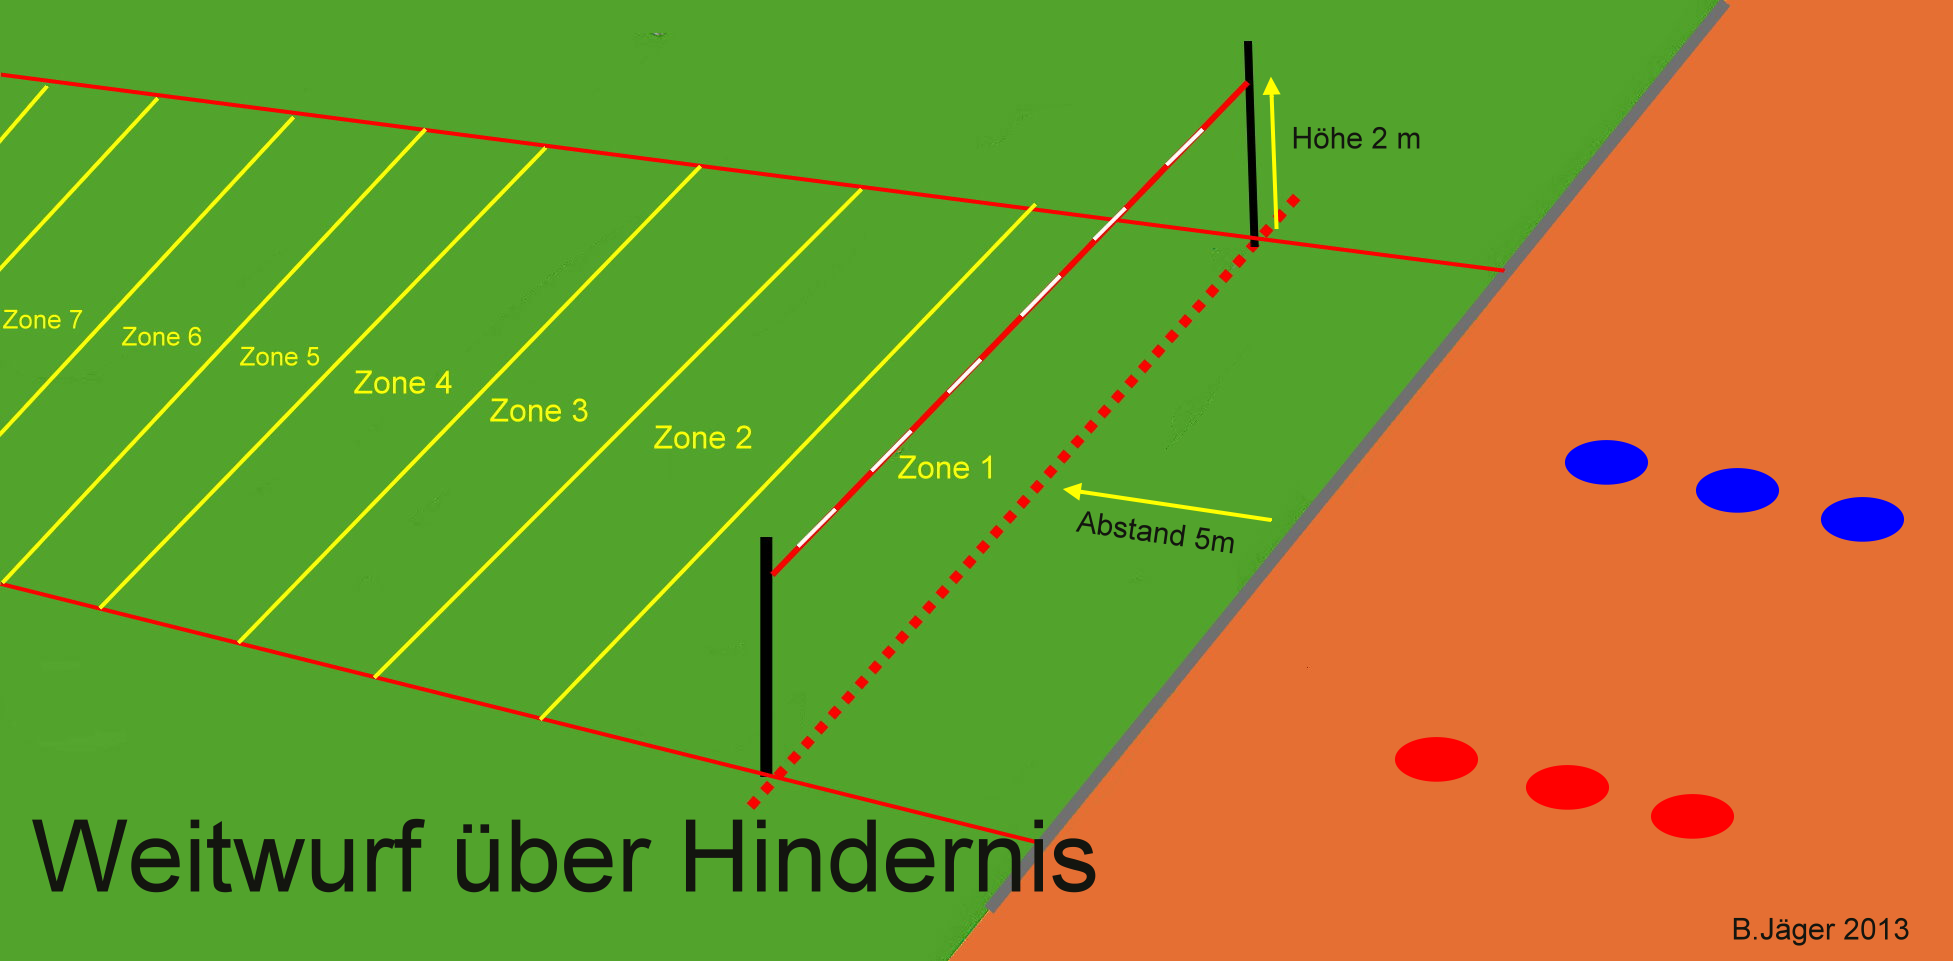 Höhe 2 m
Zone 7
Zone 6
Zone 5
Zone 4
Zone 3
Zone 2
Zone 1
Abstand 5m
Weitwurf über Hindernis
B.Jäger 2013